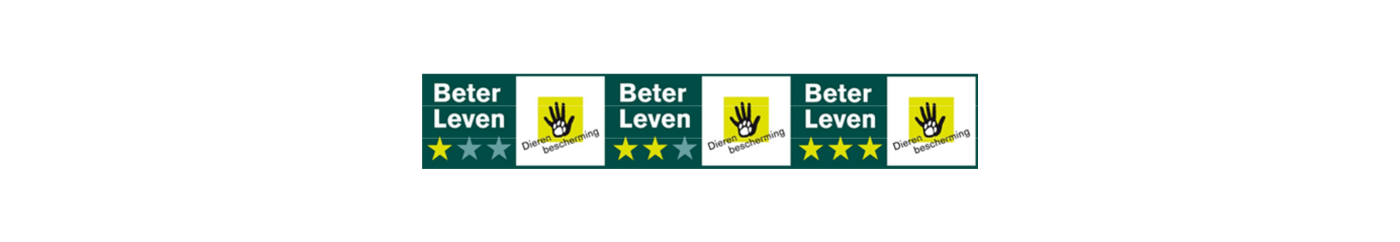 Beter
Leven
Dieren
bescherming
Beter
Leven
Dieren
bescherming
Beter
Leven
Dieren
bescherming